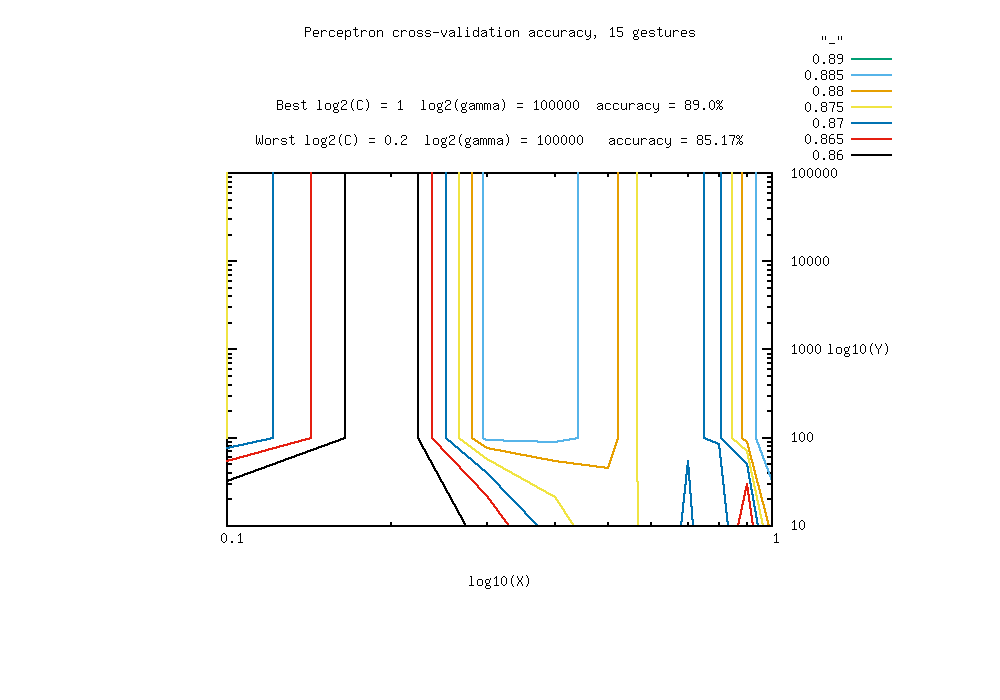 Perceptron cross-validation accuracy, 15 gestures
"_"
0.89
0.885
0.88
0.875
0.87
0.865
0.86
Best log2(C) = 1  log2(gamma) = 100000  accuracy = 89.0%
Worst log2(C) = 0.2  log2(gamma) = 100000   accuracy = 85.17%
100000
10000
1000 log10(Y)
100
10
0.1 1
log10(X)